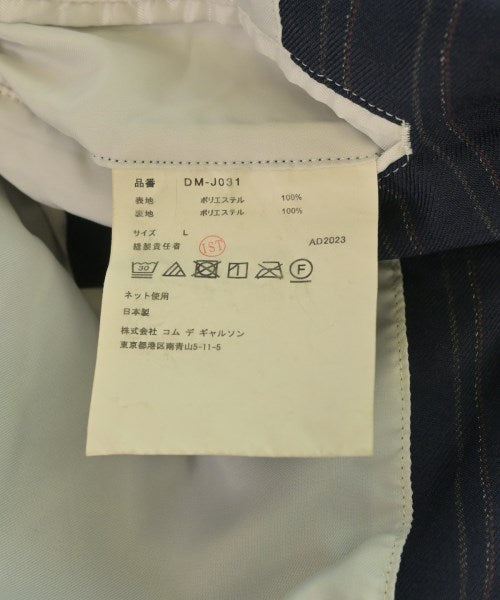 品番 DM-J031
表地 ポリエステル 100%
裏地 ポリエステル 100%
サイズ L
縫製責任者 IST AD2023
30 F
ネット使用
日本製
株式会社 コム デ ギャルソン
東京都港区南青山5-11-5